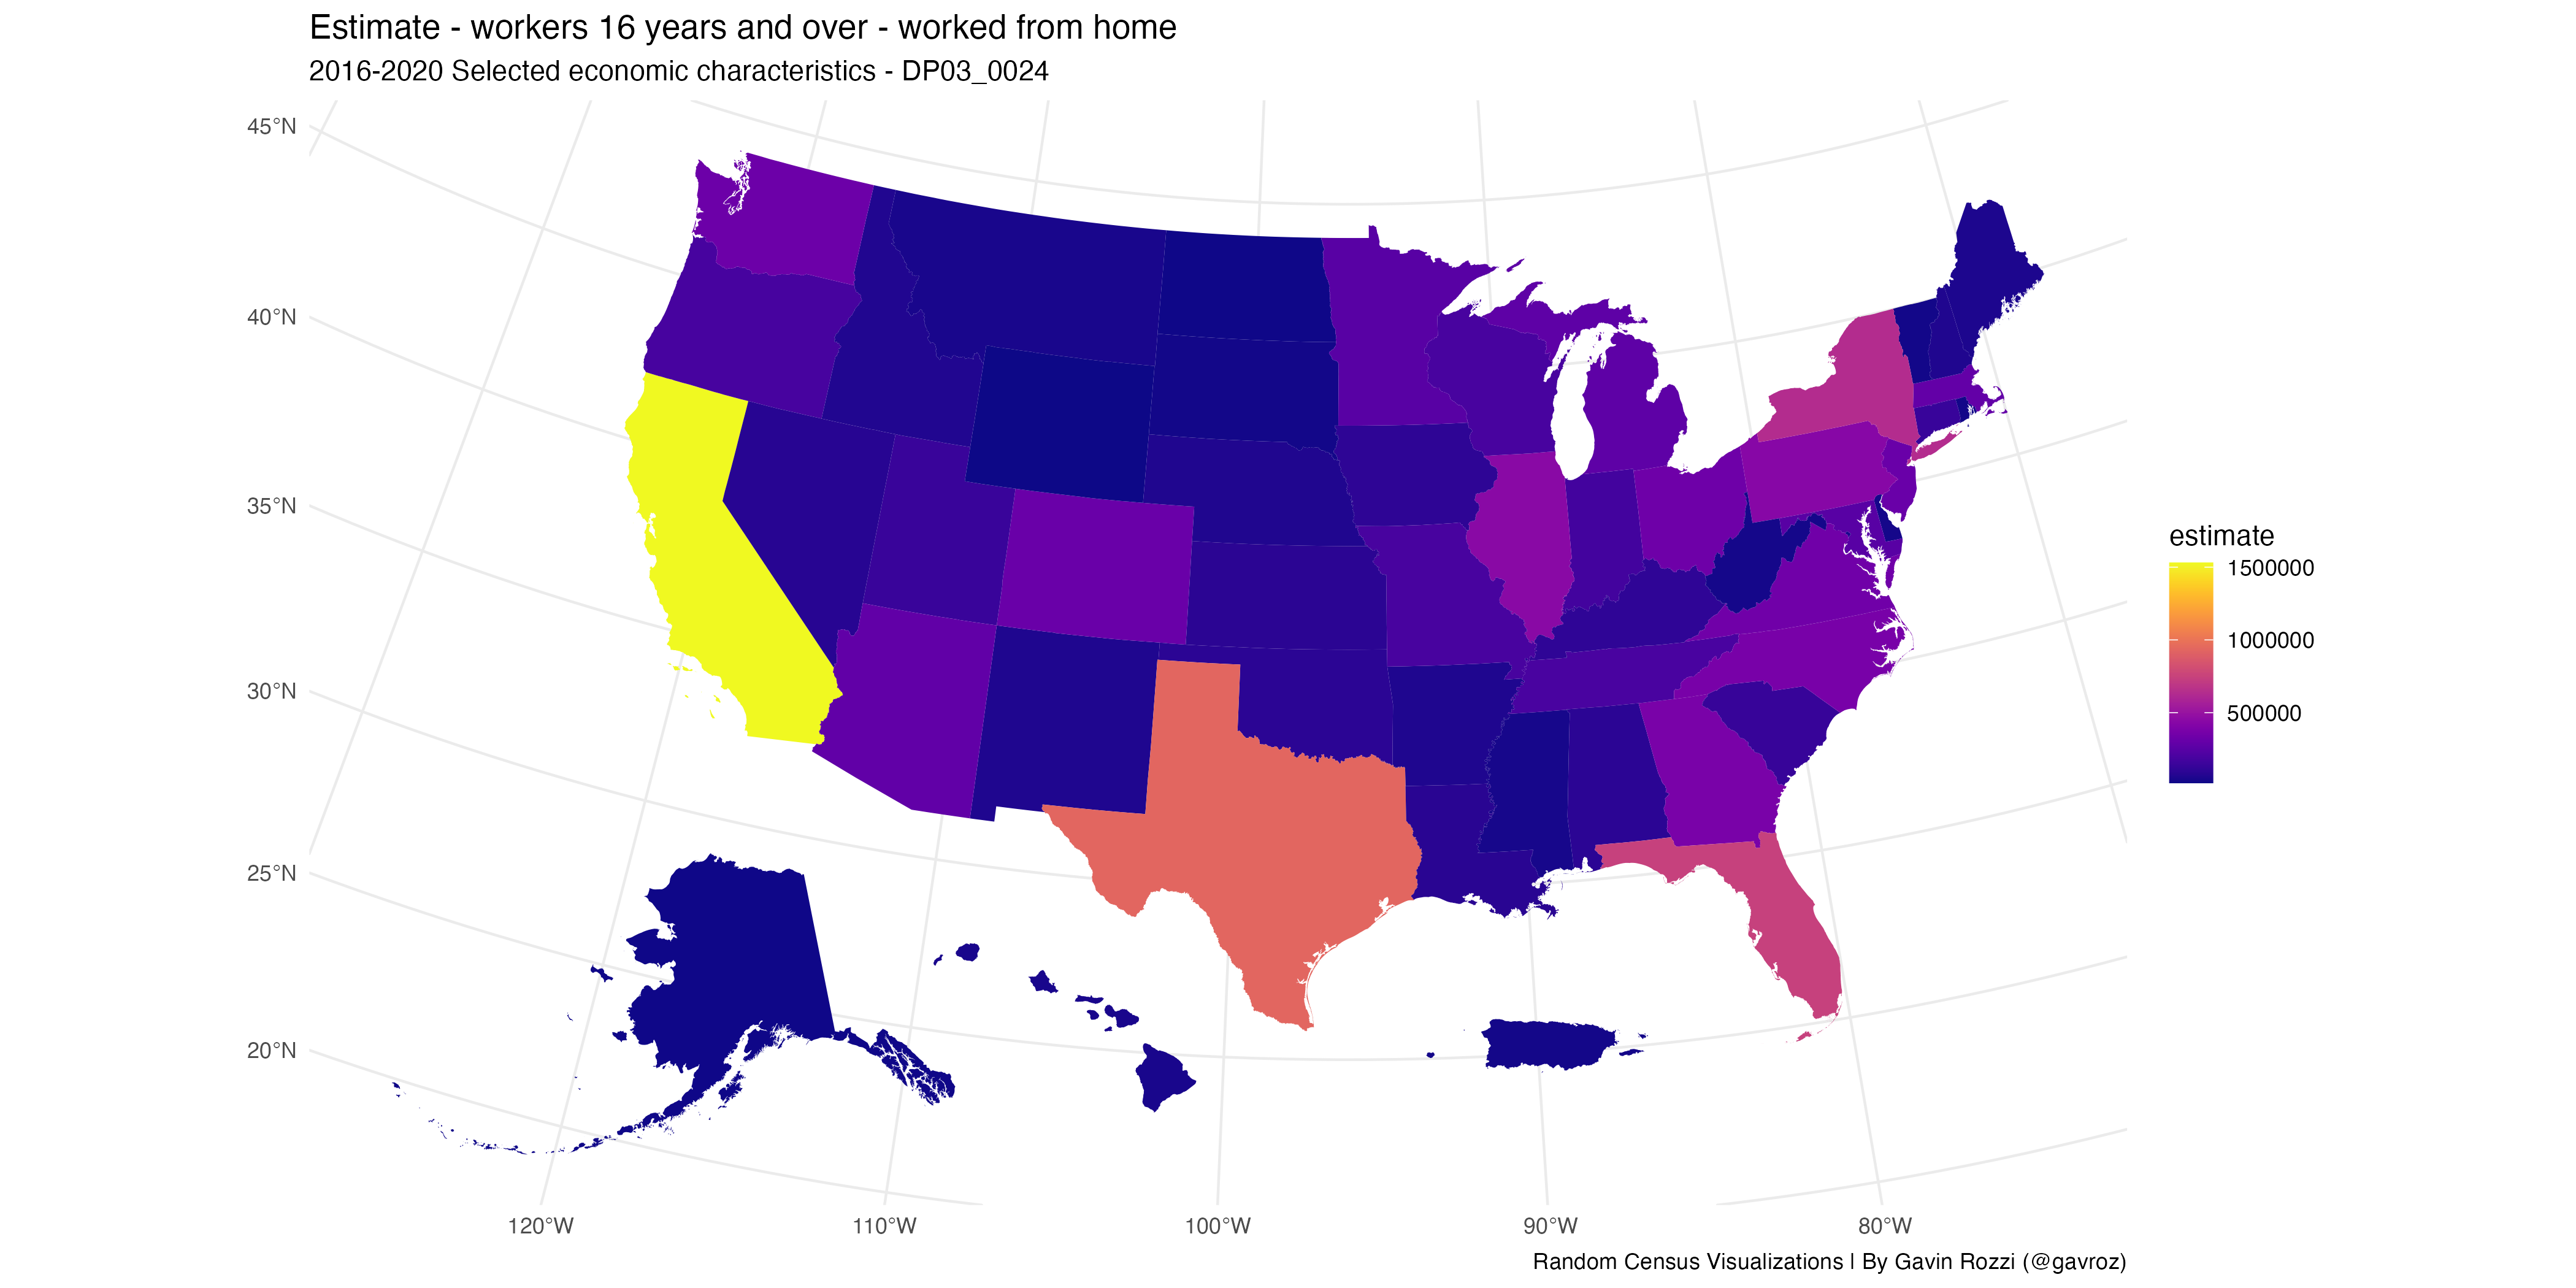 Estimate - workers 16 years and over - worked from home
2016-2020 Selected economic characteristics - DP03_0024
45°N
40°N
35°N
30°N
25°N
20°N
estimate
1500000
1000000
500000
120°W
110°W
100°W
90°W
80°W
Random Census Visualizations | By Gavin Rozzi (@gavroz)